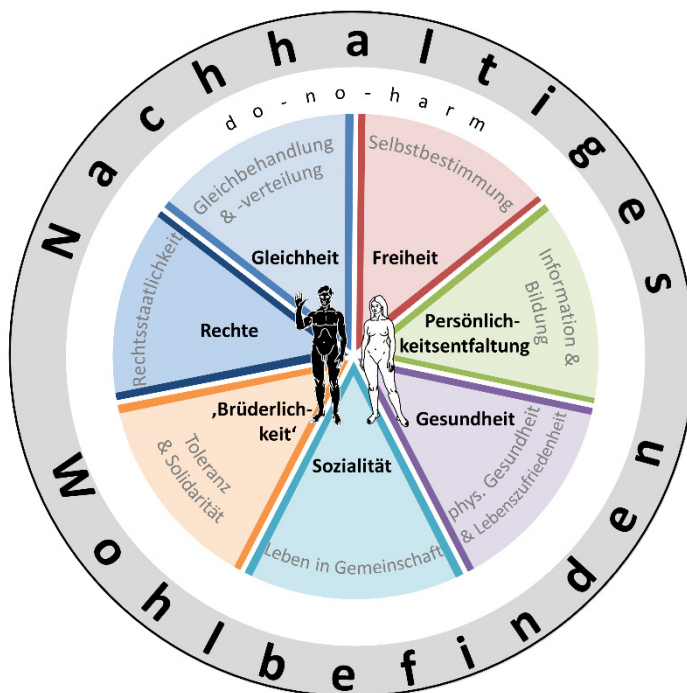 Nachhaltiges
do-no-harm
Gleichbehandlung
& -verteilung
Gleichheit
Selbstbestimmung
Freiheit
Information &
Bildung
Persönlich-
keitsentfaltung
phys. Gesundheit
& Lebenszufriedenheit
Gesundheit
Sozialität
Leben in Gemeinschaft
‚Brüderlich-
keit‘
Toleranz
& Solidarität
Rechte
Rechtsstaatlichkeit
Wohlbefinden